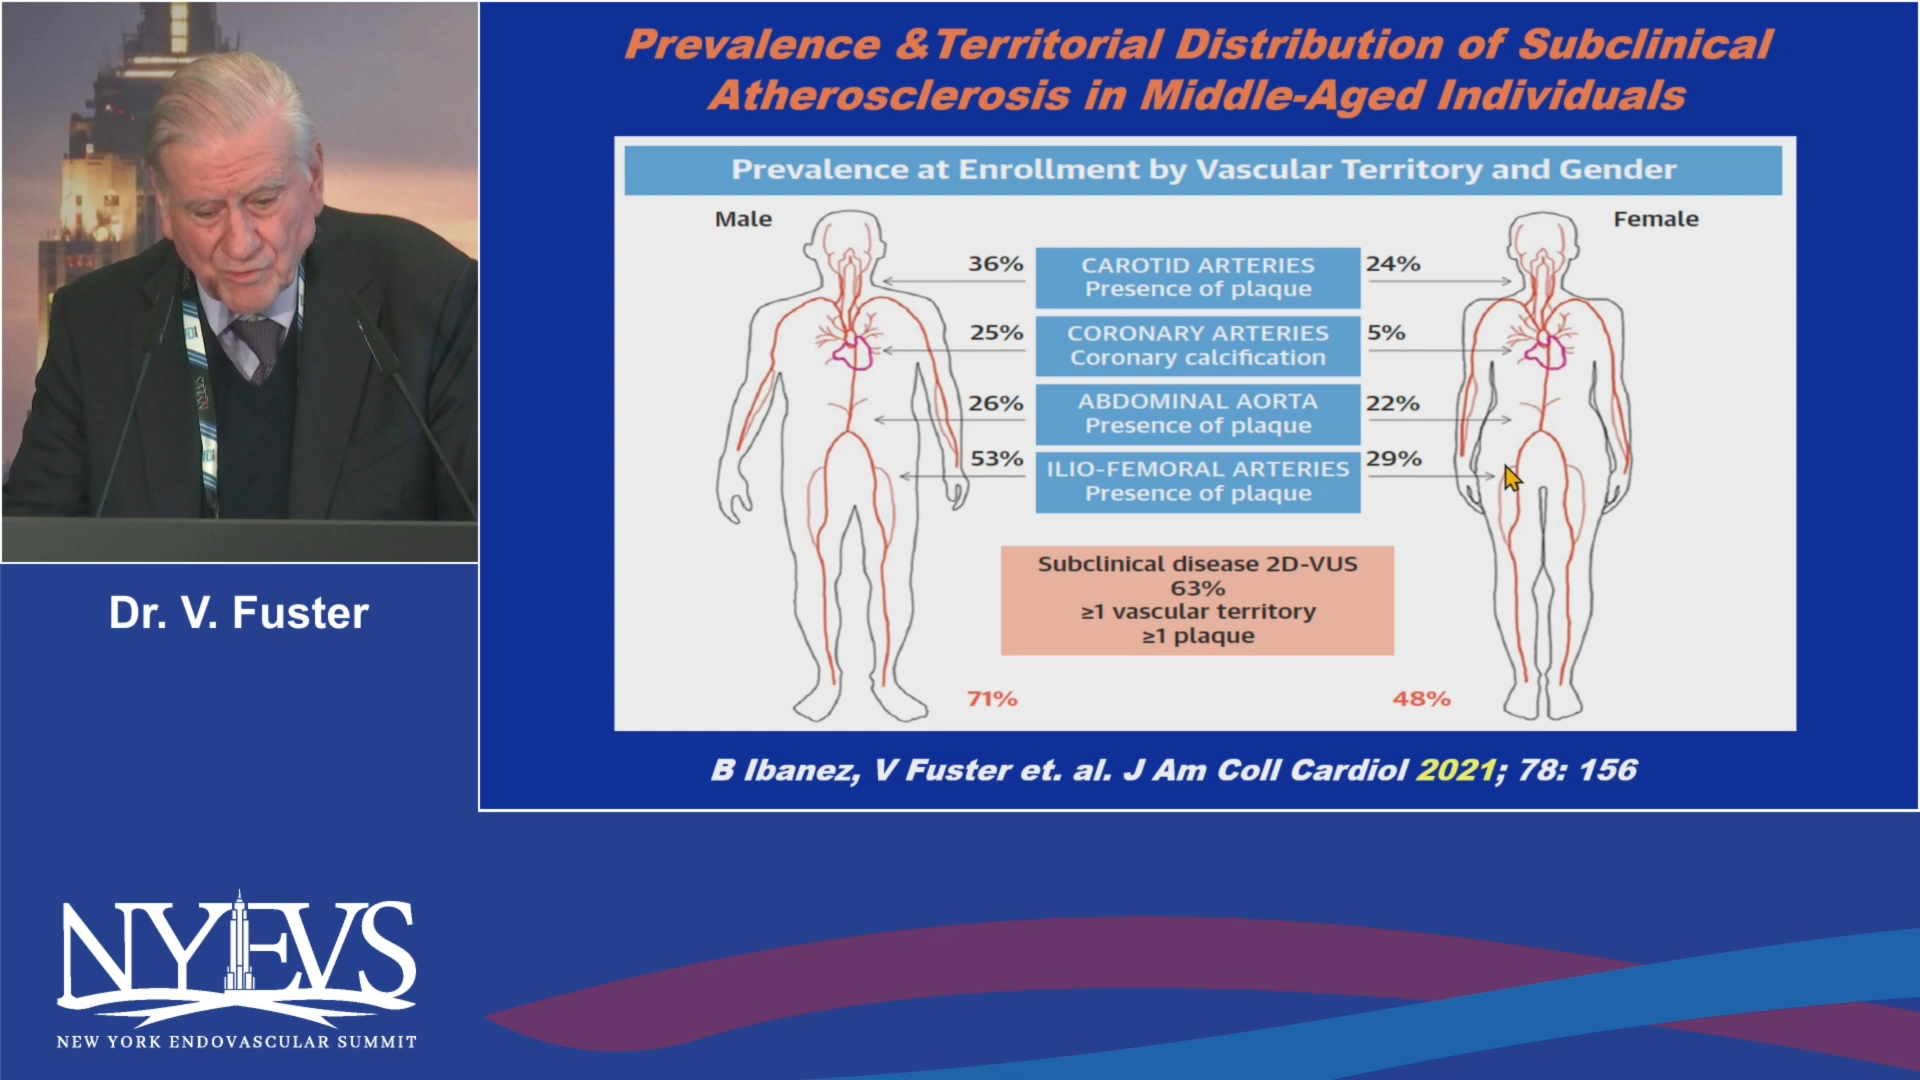 Prevalence &Territorial Distribution of Subclinical
Atherosclerosis in Middle-Aged Individuals
Prevalence at Enrollment by Vascular Territory and Gender
Male
Female
36%
CAROTID ARTERIES
Presence of plaque
24%
25%
CORONARY ARTERIES
Coronary calcification
5%
26%
ABDOMINAL AORTA
Presence of plaque
22%
53%
ILIO-FEMORAL ARTERIES
Presence of plaque
29%
Subclinical disease 2D-VUS
63%
≥1 vascular territory
≥1 plaque
71%
48%
B Ibanez, V Fuster et. al. J Am Coll Cardiol 2021; 78: 156
Dr. V. Fuster
NYEVS
NEW YORK ENDOVASCULAR SUMMIT